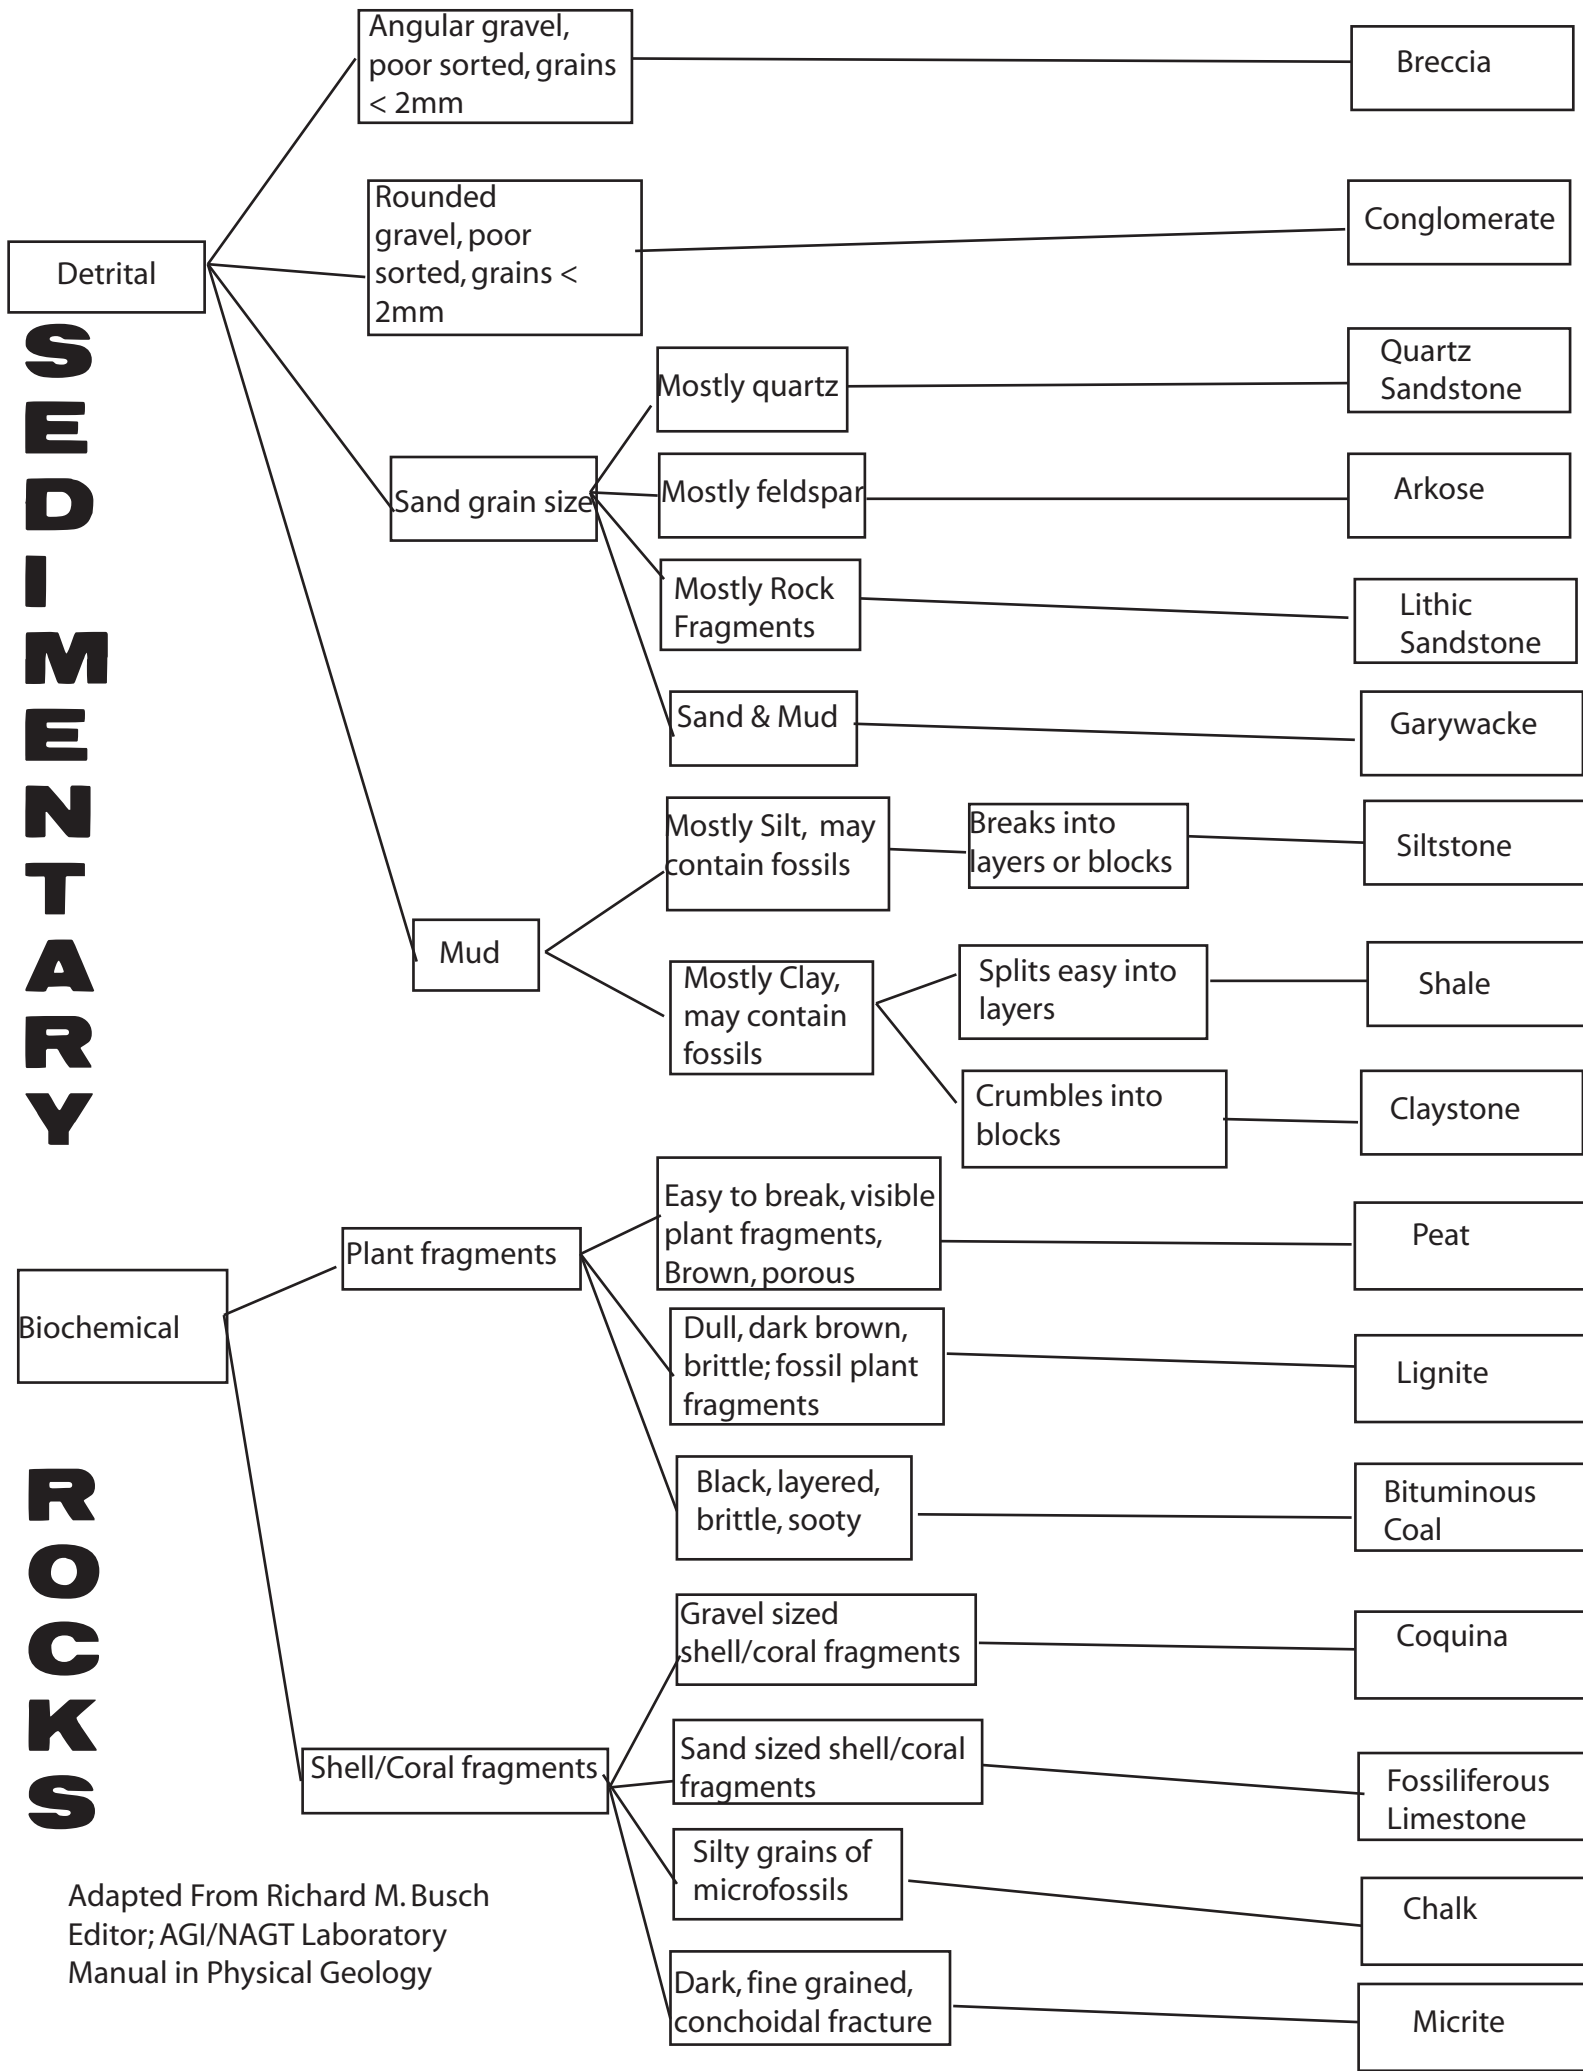 Angular gravel,
poor sorted, grains
< 2mm
Breccia
Rounded
gravel, poor
sorted, grains <
2mm
Conglomerate
Detrital
SEDIMENTARY
Mostly quartz
Quartz
Sandstone
Sand grain size
Mostly feldspar
Arkose
Mostly Rock
Fragments
Lithic
Sandstone
Sand & Mud
Garywacke
Mostly Silt, may
contain fossils
Breaks into
layers or blocks
Siltstone
Mud
Mostly Clay,
may contain
fossils
Splits easy into
layers
Shale
Crumbles into
blocks
Claystone
Biochemical
Plant fragments
Easy to break, visible
plant fragments,
Brown, porous
Peat
Dull, dark brown,
brittle; fossil plant
fragments
Lignite
ROCKS
Black, layered,
brittle, sooty
Bituminous
Coal
Shell/Coral fragments
Gravel sized
shell/coral fragments
Coquina
Sand sized shell/coral
fragments
Fossiliferous
Limestone
Silty grains of
microfossils
Chalk
Dark, fine grained,
conchoidal fracture
Micrite
Adapted From Richard M. Busch
Editor; AGI/NAGT Laboratory
Manual in Physical Geology